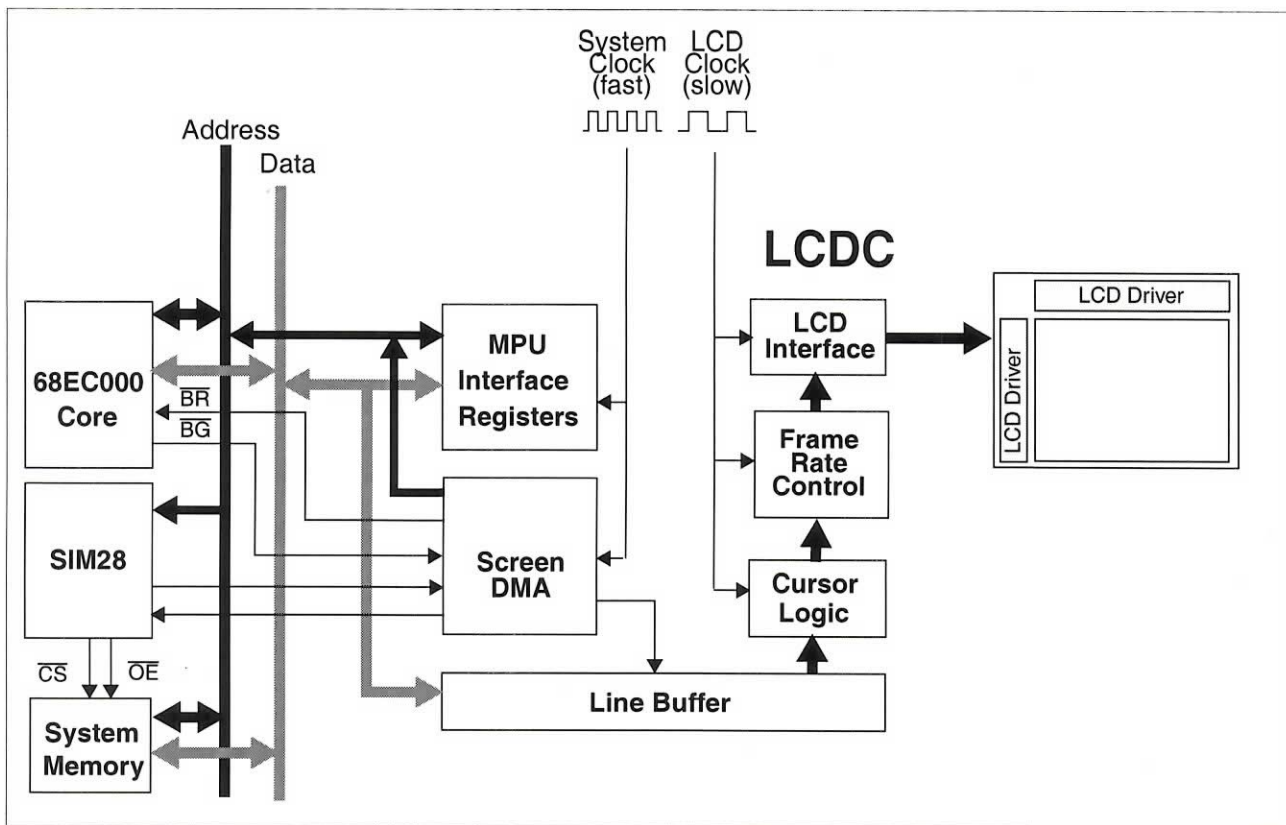 System
Clock
(fast)
LCD
Clock
(slow)
Address
Data
LCDC
68EC000
Core
BR
BG
MPU
Interface
Registers
LCD
Interface
LCD Driver
LCD Driver
Frame
Rate
Control
SIM28
Screen
DMA
Cursor
Logic
CS
OE
System
Memory
Line Buffer